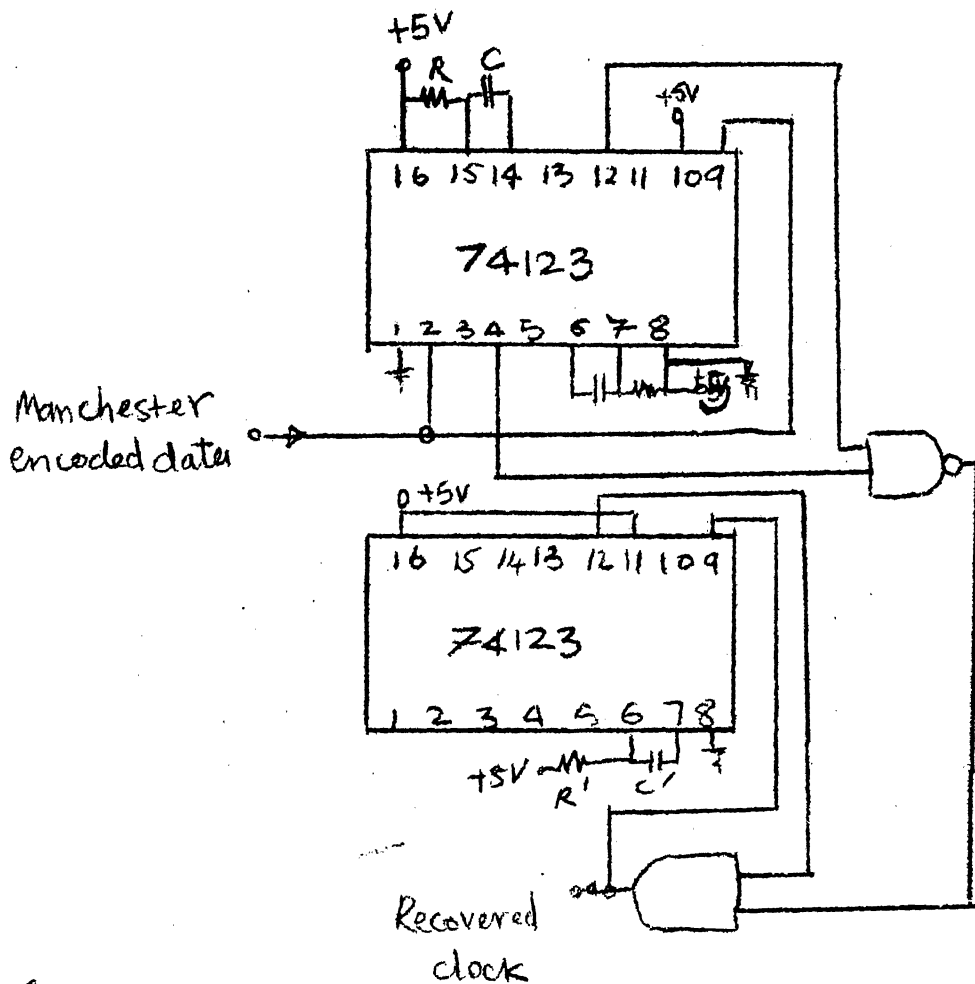 +5V
R C
+5V
16 15 14 13 12 11 10 9
74123
1 2 3 4 5 6 7 8
Manchester
encoded data
+5V
16 15 14 13 12 11 10 9
74123
1 2 3 4 5 6 7 8
+5V
R' C'
Recovered
clock